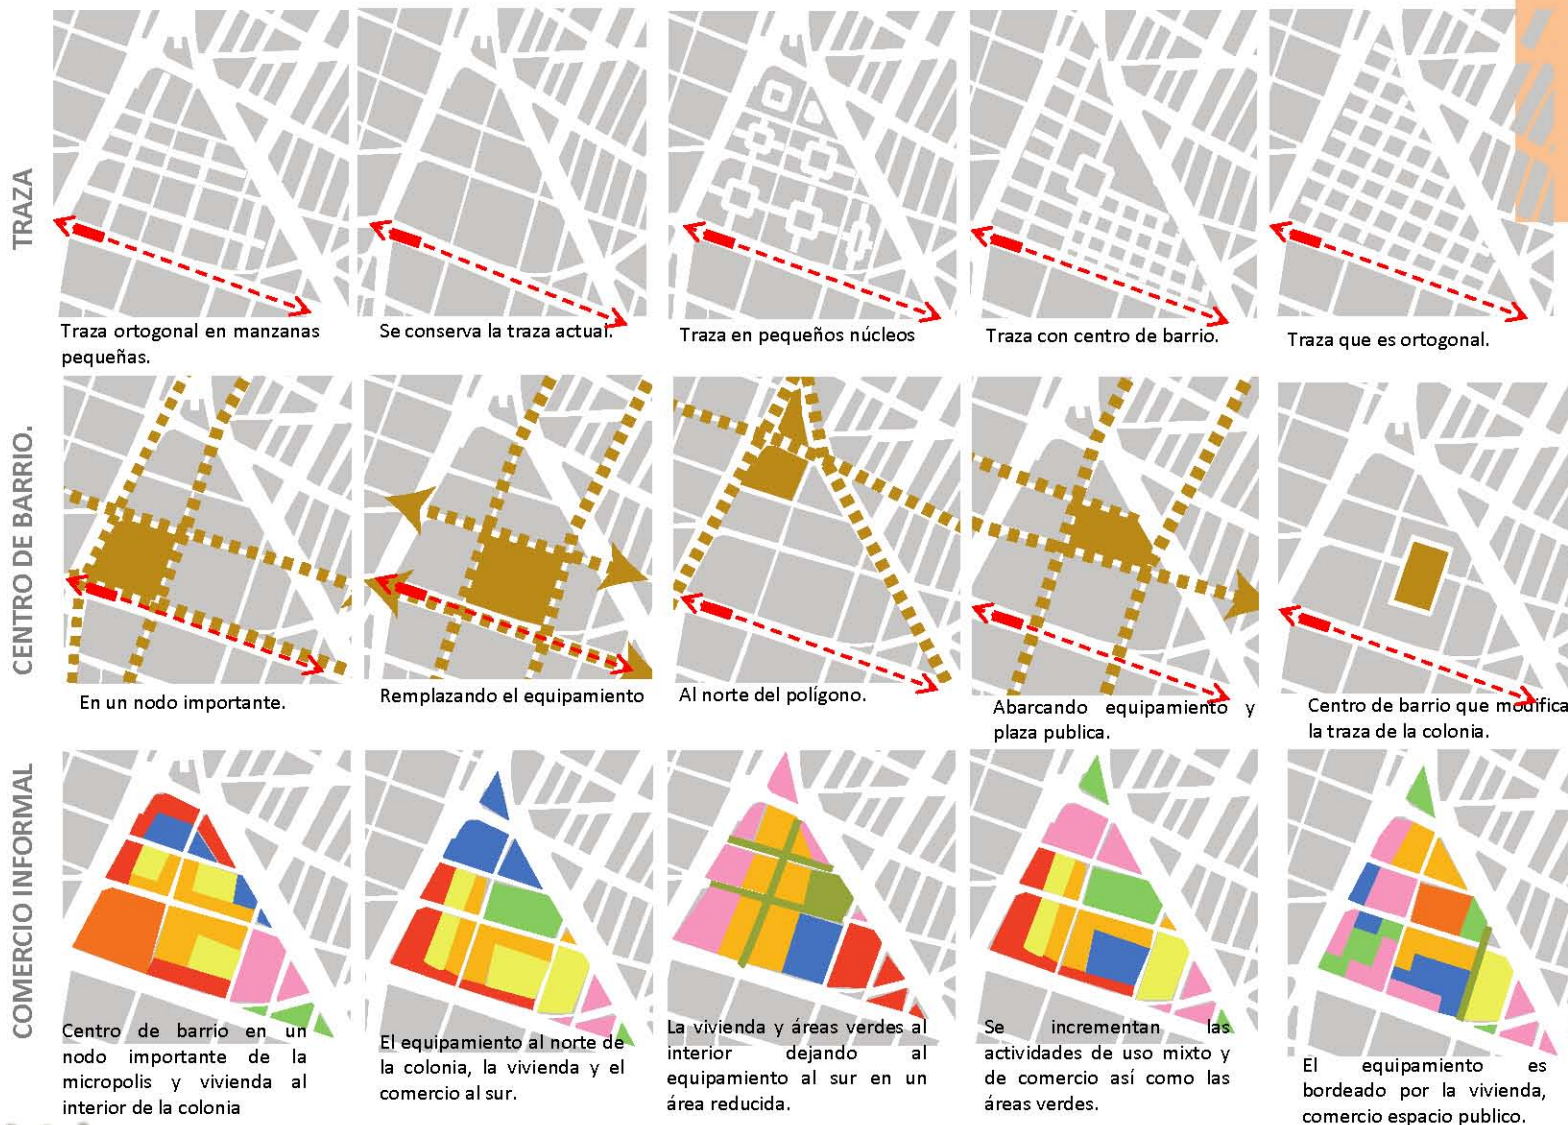 TRAZA
Traza ortogonal en manzanas
pequeñas.
Se conserva la traza actual.
Traza en pequeños núcleos
Traza con centro de barrio.
Traza que es ortogonal.
CENTRO DE BARRIO.
En un nodo importante.
Remplazando el equipamiento
Al norte del polígono.
Abarcando equipamiento y
plaza publica.
Centro de barrio que modifica
la traza de la colonia.
COMERCIO INFORMAL
Centro de barrio en un
nodo importante de la
micropolis y vivienda al
interior de la colonia
El equipamiento al norte de
la colonia, la vivienda y el
comercio al sur.
La vivienda y áreas verdes al
interior dejando al
equipamiento al sur en un
área reducida.
Se incrementan las
actividades de uso mixto y
de comercio así como las
áreas verdes.
El equipamiento es
bordeado por la vivienda,
comercio espacio publico.